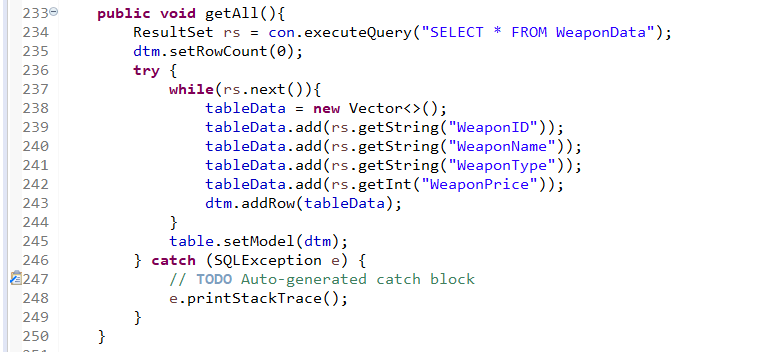 233 public void getAll(){
234 ResultSet rs = con.executeQuery("SELECT * FROM WeaponData");
235 dtm.setRowCount(0);
236 try {
237 while(rs.next()){
238 tableData = new Vector<>();
239 tableData.add(rs.getString("WeaponID"));
240 tableData.add(rs.getString("WeaponName"));
241 tableData.add(rs.getString("WeaponType"));
242 tableData.add(rs.getInt("WeaponPrice"));
243 dtm.addRow(tableData);
244 }
245 table.setModel(dtm);
246 } catch (SQLException e) {
247 // TODO Auto-generated catch block
248 e.printStackTrace();
249 }
250 }